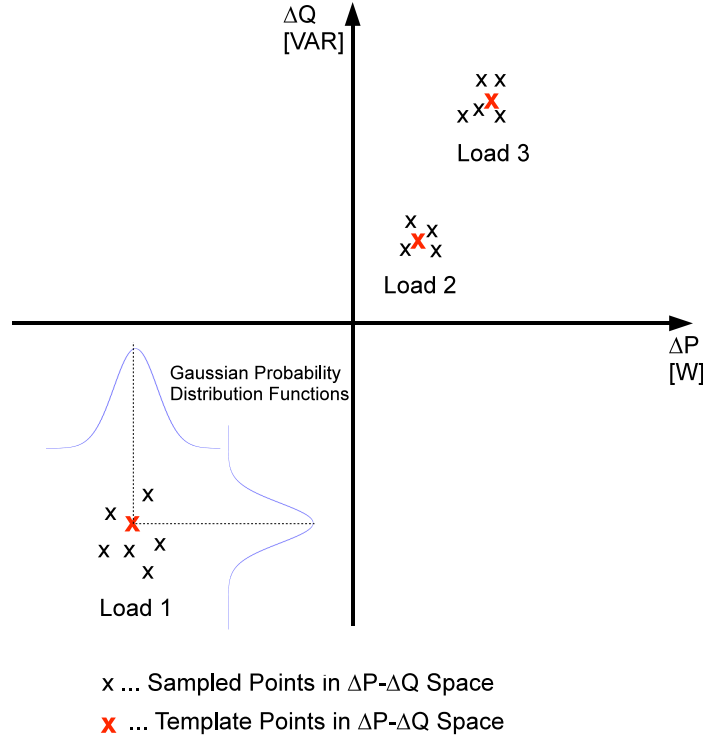 ΔQ
[VAR]
x x
x
x x x
Load 3
x
x
x
x x
Load 2
ΔP
[W]
Gaussian Probability
Distribution Functions
x
x
x
x x x
x
Load 1
x ... Sampled Points in ΔP-ΔQ Space
x ... Template Points in ΔP-ΔQ Space